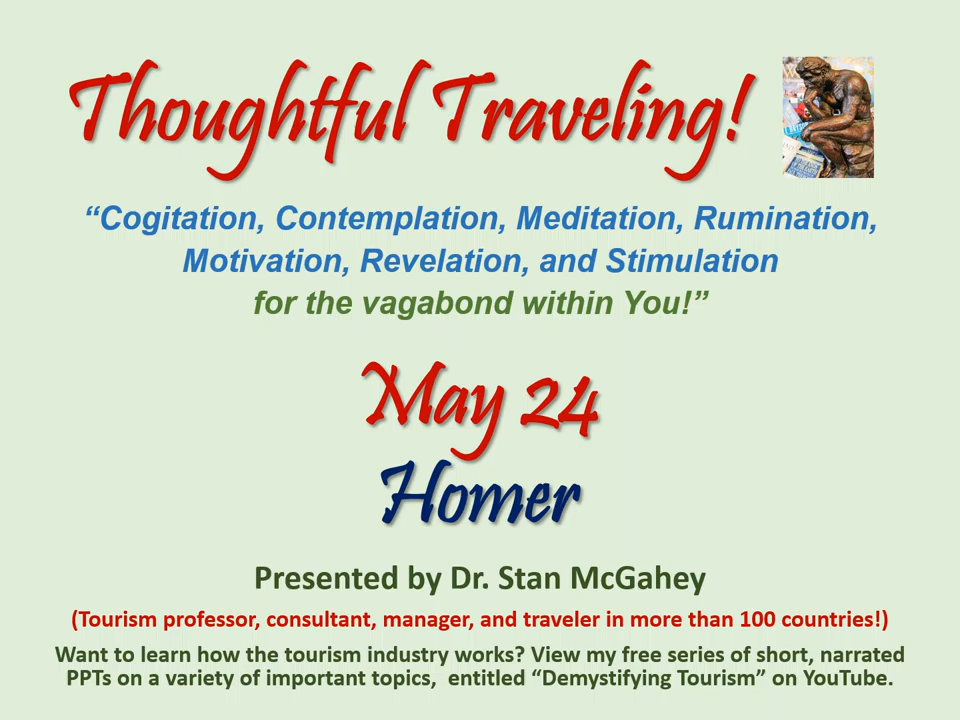 Thoughtful Traveling!
“Cogitation, Contemplation, Meditation, Rumination,
Motivation, Revelation, and Stimulation
for the vagabond within You!”
May 24
Homer
Presented by Dr. Stan McGahey
(Tourism professor, consultant, manager, and traveler in more than 100 countries!)
Want to learn how the tourism industry works? View my free series of short, narrated
PPTs on a variety of important topics,  entitled “Demystifying Tourism” on YouTube.